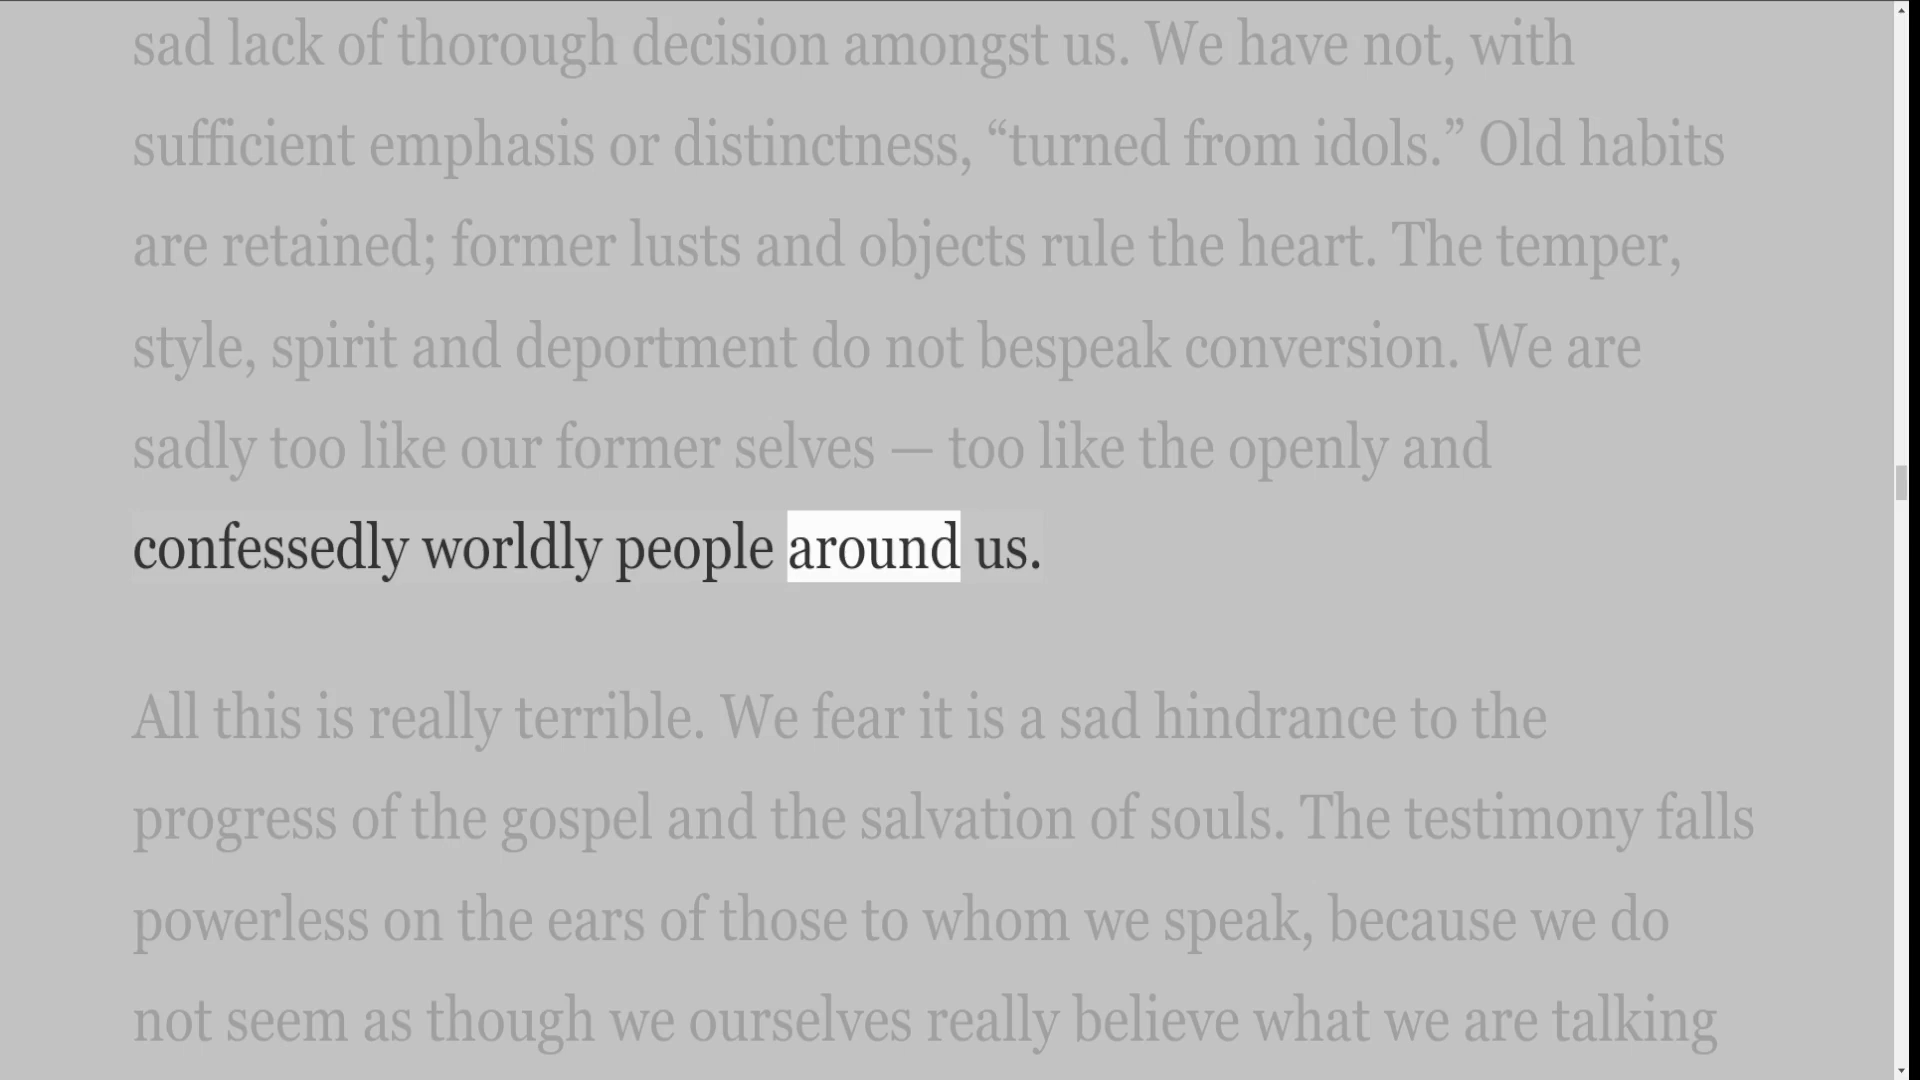 sad lack of thorough decision amongst us. We have not, with
sufficient emphasis or distinctness, “turned from idols.” Old habits
are retained; former lusts and objects rule the heart. The temper,
style, spirit and deportment do not bespeak conversion. We are
sadly too like our former selves — too like the openly and
confessedly worldly people around us.
All this is really terrible. We fear it is a sad hindrance to the
progress of the gospel and the salvation of souls. The testimony falls
powerless on the ears of those to whom we speak, because we do
not seem as though we ourselves really believe what we are talking